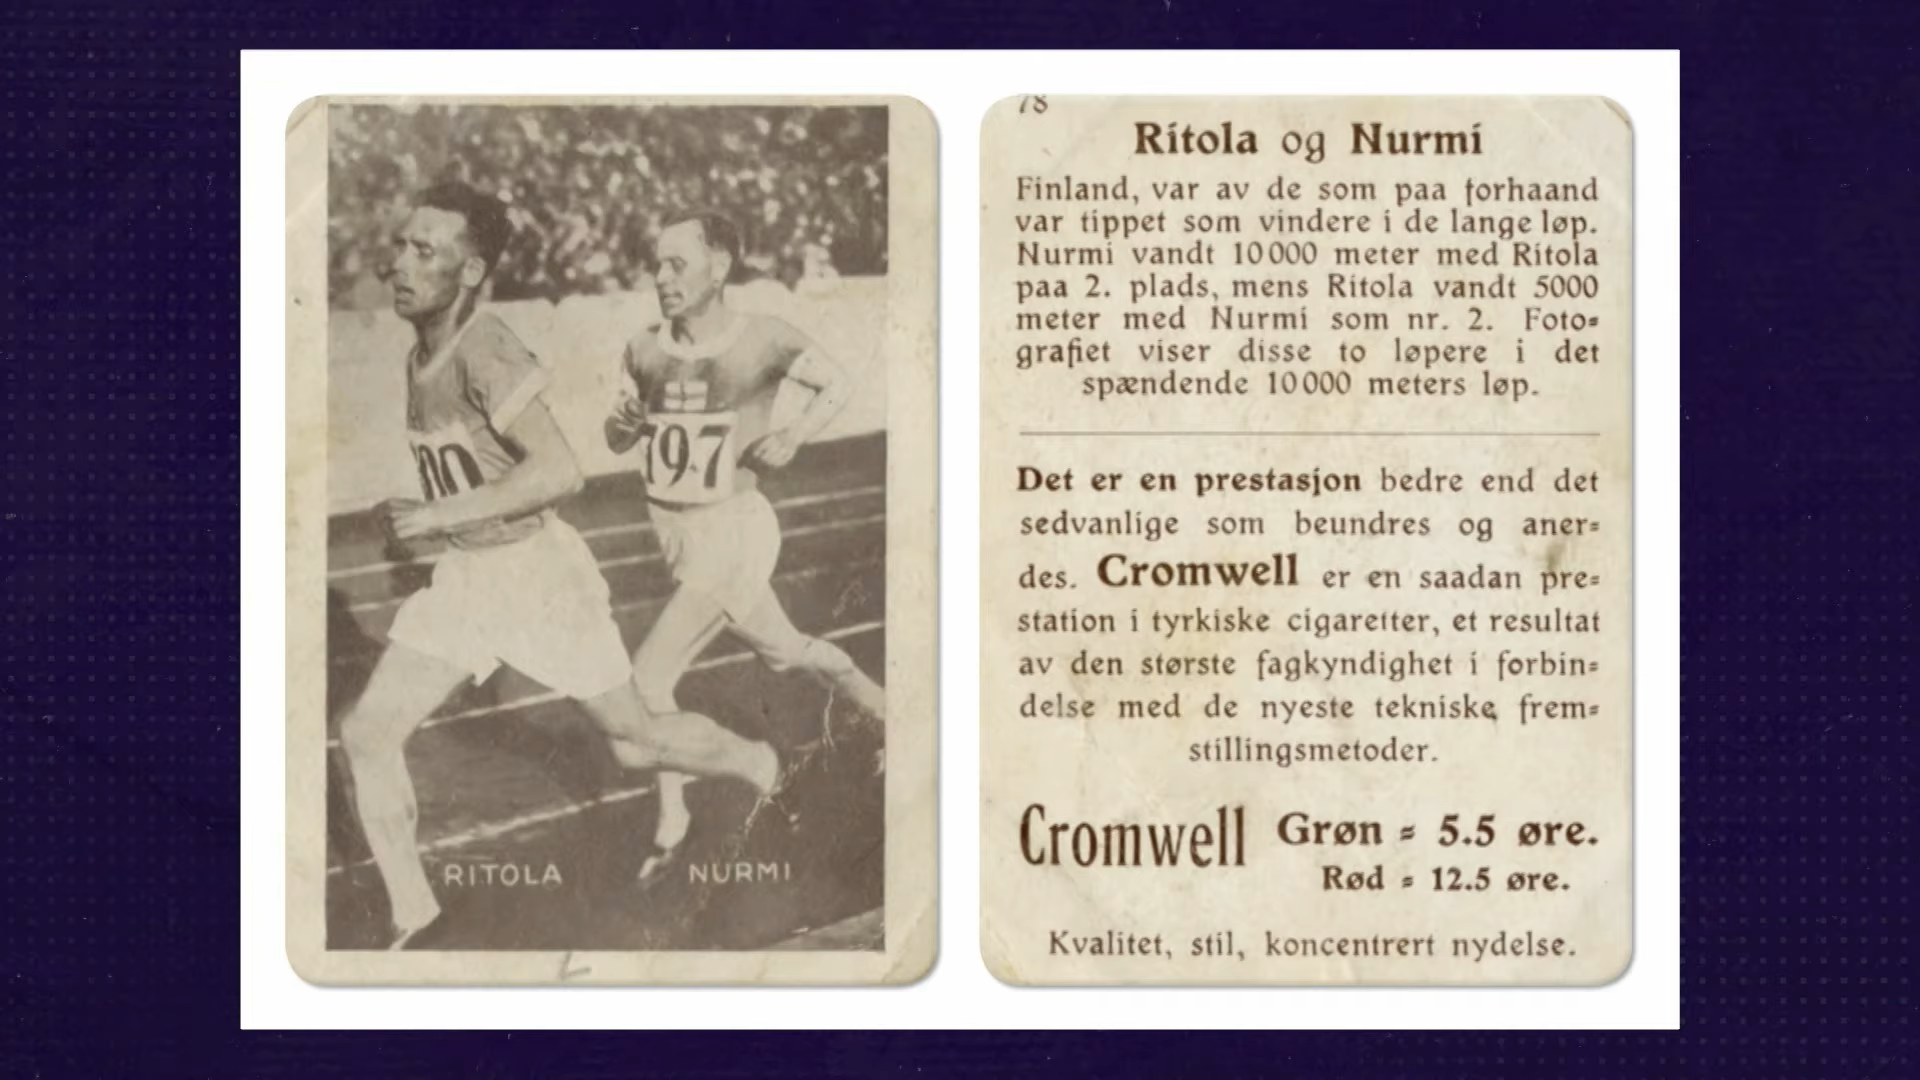 797
RITOLA
NURMI
78
Ritola og Nurmi
Finland, var av de som paa forhaand
var tippet som vindere i de lange løp.
Nurmi vandt 10000 meter med Ritola
paa 2. plads, mens Ritola vandt 5000
meter med Nurmi som nr. 2. Foto=
grafiet viser disse to løpere i det
spændende 10000 meters løp.
Det er en prestasjon bedre end det
sedvanlige som beundres og aner=
des. Cromwell er en saadan pre=
station i tyrkiske cigaretter, et resultat
av den største fagkyndighet i forbin=
delse med de nyeste tekniske frem=
stillingsmetoder.
Cromwell Grøn = 5.5 øre.
Rød = 12.5 øre.
Kvalitet, stil, koncentrert nydelse.